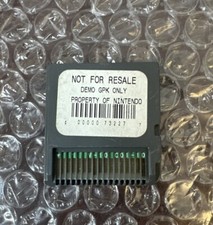 NOT FOR RESALE
DEMO GPK ONLY
PROPERTY OF NINTENDO